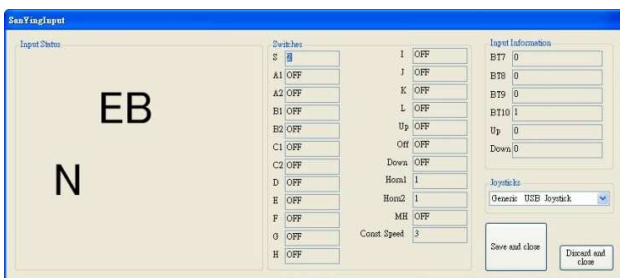 SanYingInput
Input Status
EB
N
Switches
S
A1 OFF
A2 OFF
B1 OFF
B2 OFF
C1 OFF
C2 OFF
D OFF
E OFF
F OFF
G OFF
H OFF
I OFF
J OFF
K OFF
L OFF
Up OFF
Off OFF
Down OFF
Horn1 1
Horn2 1
MH OFF
Const. Speed 3
Input Information
BT7 0
BT8 0
BT9 0
BT10 1
Up 0
Down 0
Joysticks
Generic USB Joystick
Save and close
Discard and
close